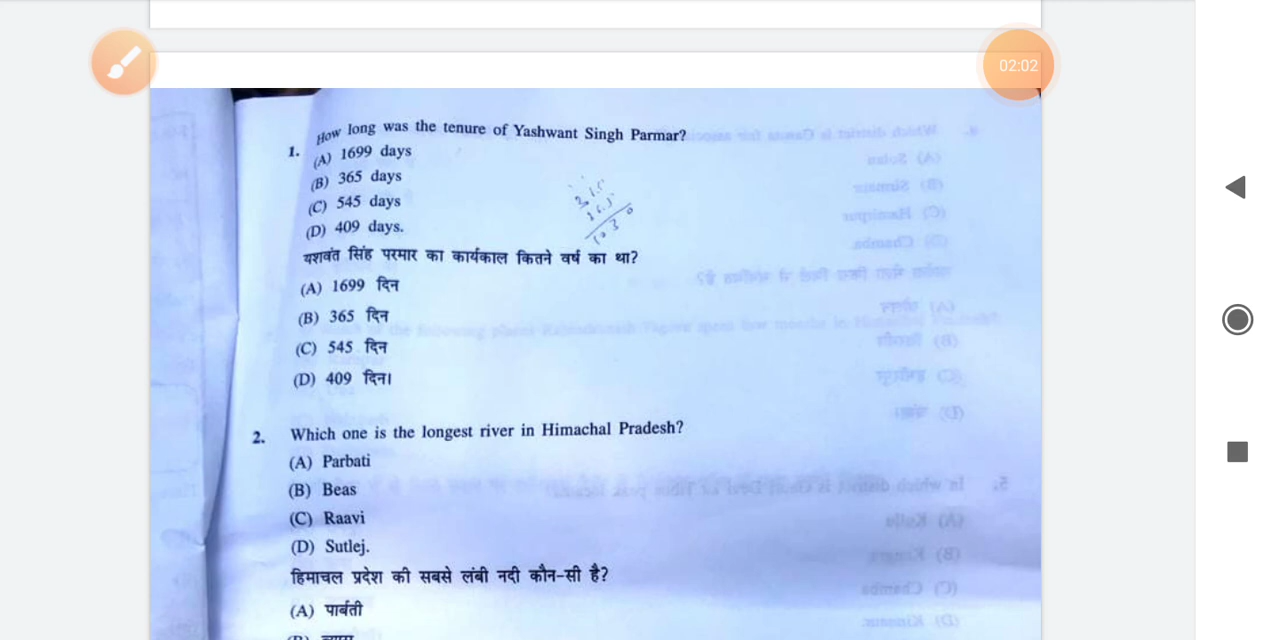 02:02
1. How long was the tenure of Yashwant Singh Parmar?
(A) 1699 days
(B) 365 days
(C) 545 days
(D) 409 days.
यशवंत सिंह परमार का कार्यकाल कितने वर्ष का था?
(A) 1699 दिन
(B) 365 दिन
(C) 545 दिन
(D) 409 दिन।
2. Which one is the longest river in Himachal Pradesh?
(A) Parbati
(B) Beas
(C) Raavi
(D) Sutlej.
हिमाचल प्रदेश की सबसे लंबी नदी कौन-सी है?
(A) पार्बती